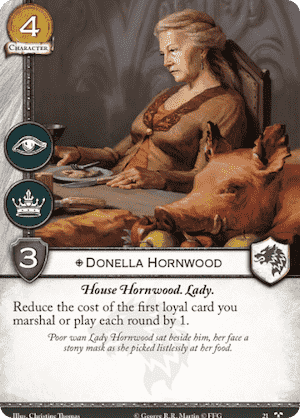 4
CHARACTER
3
DONELLA HORNWOOD
House Hornwood. Lady.
Reduce the cost of the first loyal card you
marshal or play each round by 1.
Poor wan Lady Hornwood sat beside him, her face a
stony mask as she picked listlessly at her food.
Illus. Christine Thomas © George R.R. Martin © FFG 21